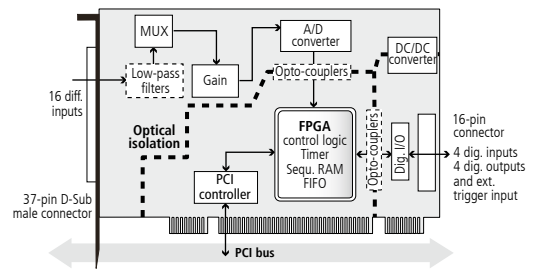 MUX
A/D
converter
DC/DC
converter
Low-pass
filters
Gain
Opto-couplers
16 diff.
inputs
Optical
isolation
FPGA
control logic
Timer
Sequ. RAM
FIFO
Opto-couplers
Dig. I/O
16-pin
connector
4 dig. inputs
4 dig. outputs
and ext.
trigger input
PCI
controller
37-pin D-Sub
male connector
PCI bus